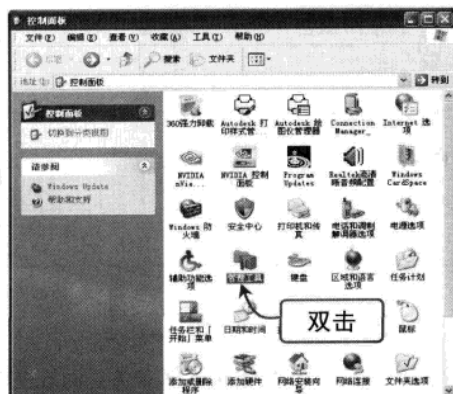 控制面板
文件(F) 编辑(E) 查看(V) 收藏(A) 工具(T) 帮助(H)
后退 搜索 文件夹
地址(D) 控制面板 转到
控制面板
切换到分类视图
请参阅
Windows Update
帮助和支持
360强力卸载 Autodesk 打印样式管... Autodesk 绘图仪管理器 Connection Manager_ Internet 选项
NVIDIA nVie... NVIDIA 控制面板 Program Updates Realtek高清晰音频配置 Windows CardSpace
Windows 防火墙 安全中心 打印机和传真 电话和调制解调器选项 电源选项
辅助功能选项 管理工具 键盘 区域和语言选项 任务计划
任务栏和「开始」菜单 日期和时间 鼠标
双击
添加或删除程序 添加硬件 网络安装向导 网络连接 文件夹选项